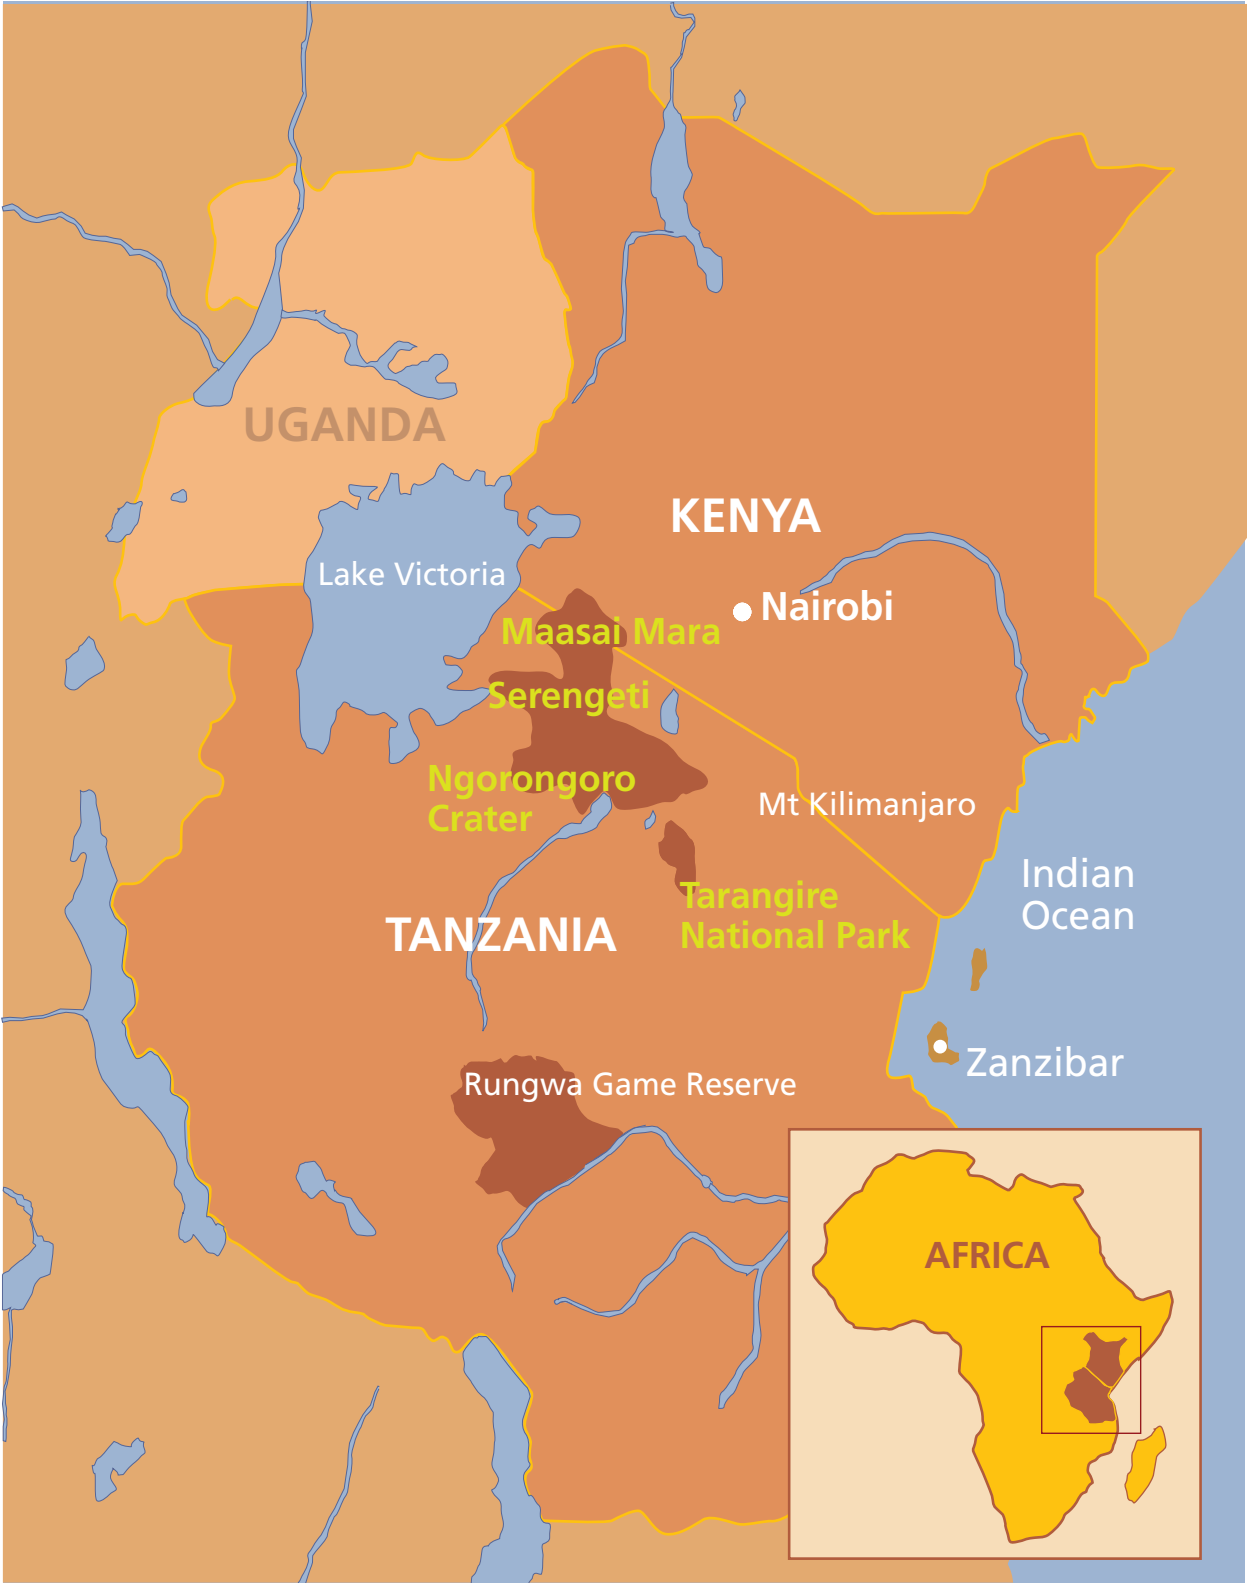 UGANDA
KENYA
Lake Victoria
Nairobi
Maasai Mara
Serengeti
Ngorongoro
Crater
Mt Kilimanjaro
Indian
Ocean
Tarangire
National Park
TANZANIA
Zanzibar
Rungwa Game Reserve
AFRICA